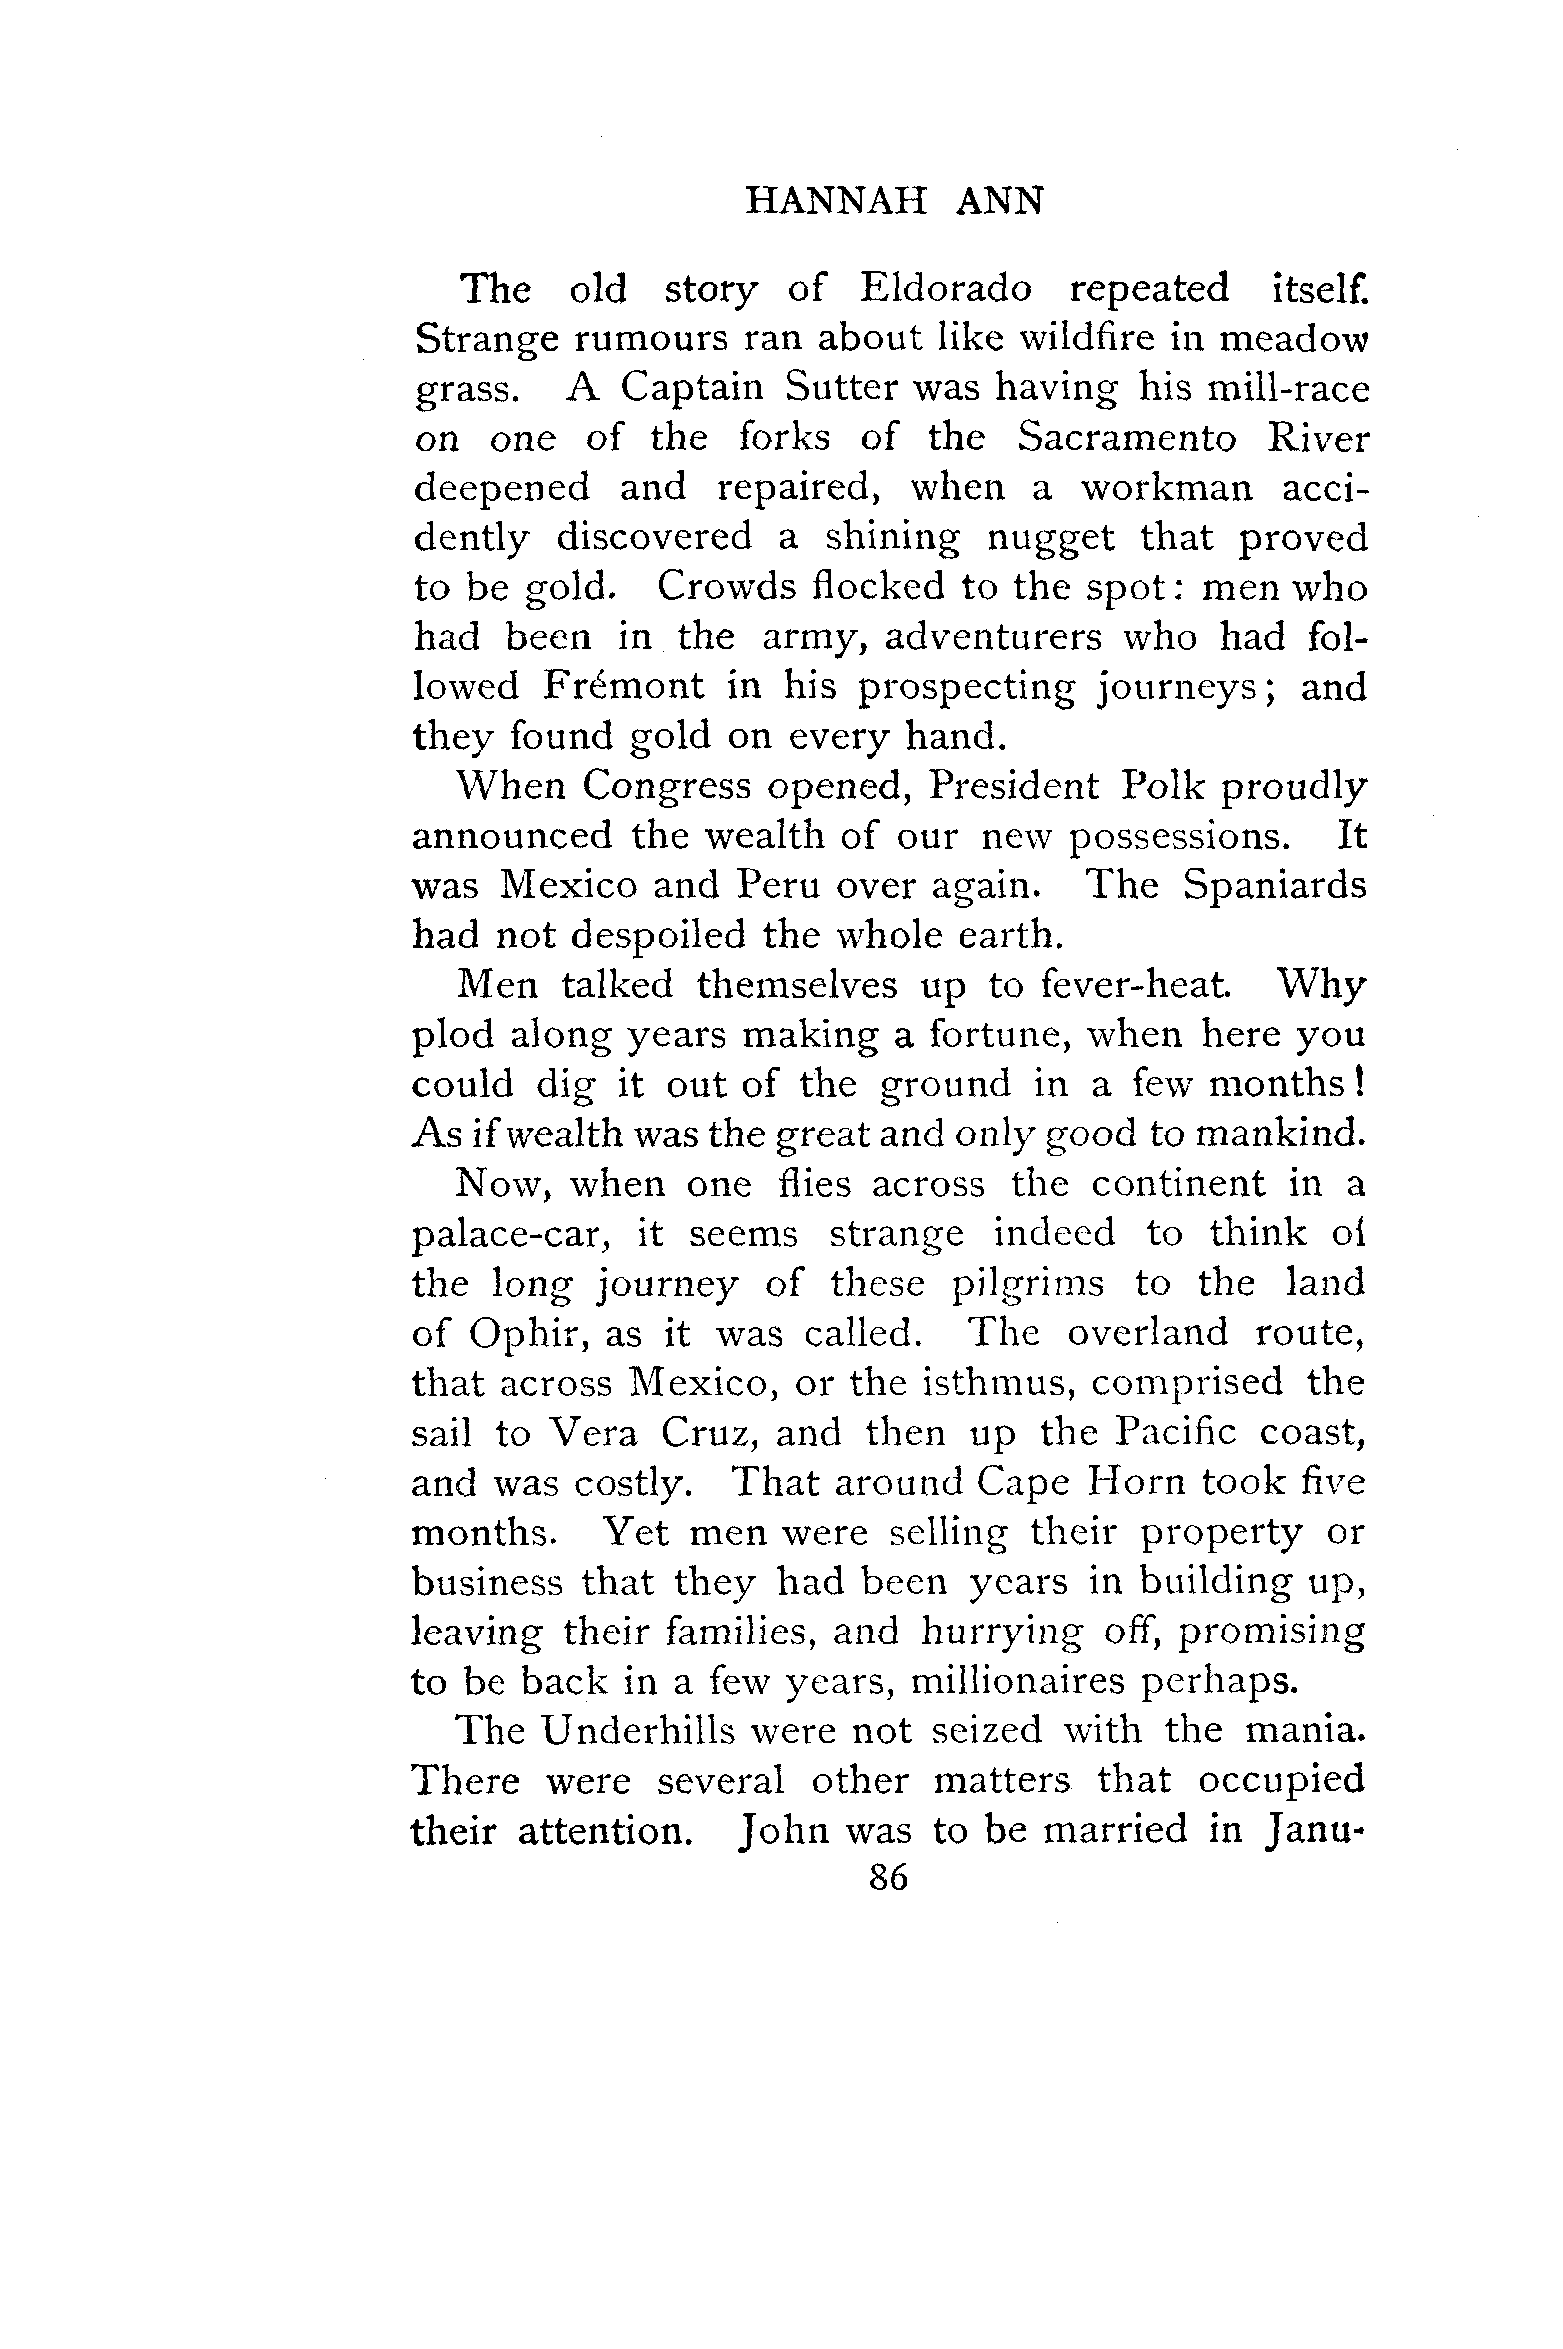 HANNAH ANN
The old story of Eldorado repeated itself.
Strange rumours ran about like wildfire in meadow
grass. A Captain Sutter was having his mill-race
on one of the forks of the Sacramento River
deepened and repaired, when a workman acci-
dently discovered a shining nugget that proved
to be gold. Crowds flocked to the spot: men who
had been in the army, adventurers who had fol-
lowed Frémont in his prospecting journeys; and
they found gold on every hand.
When Congress opened, President Polk proudly
announced the wealth of our new possessions. It
was Mexico and Peru over again. The Spaniards
had not despoiled the whole earth.
Men talked themselves up to fever-heat. Why
plod along years making a fortune, when here you
could dig it out of the ground in a few months!
As if wealth was the great and only good to mankind.
Now, when one flies across the continent in a
palace-car, it seems strange indeed to think of
the long journey of these pilgrims to the land
of Ophir, as it was called. The overland route,
that across Mexico, or the isthmus, comprised the
sail to Vera Cruz, and then up the Pacific coast,
and was costly. That around Cape Horn took five
months. Yet men were selling their property or
business that they had been years in building up,
leaving their families, and hurrying off, promising
to be back in a few years, millionaires perhaps.
The Underhills were not seized with the mania.
There were several other matters that occupied
their attention. John was to be married in Janu-
86